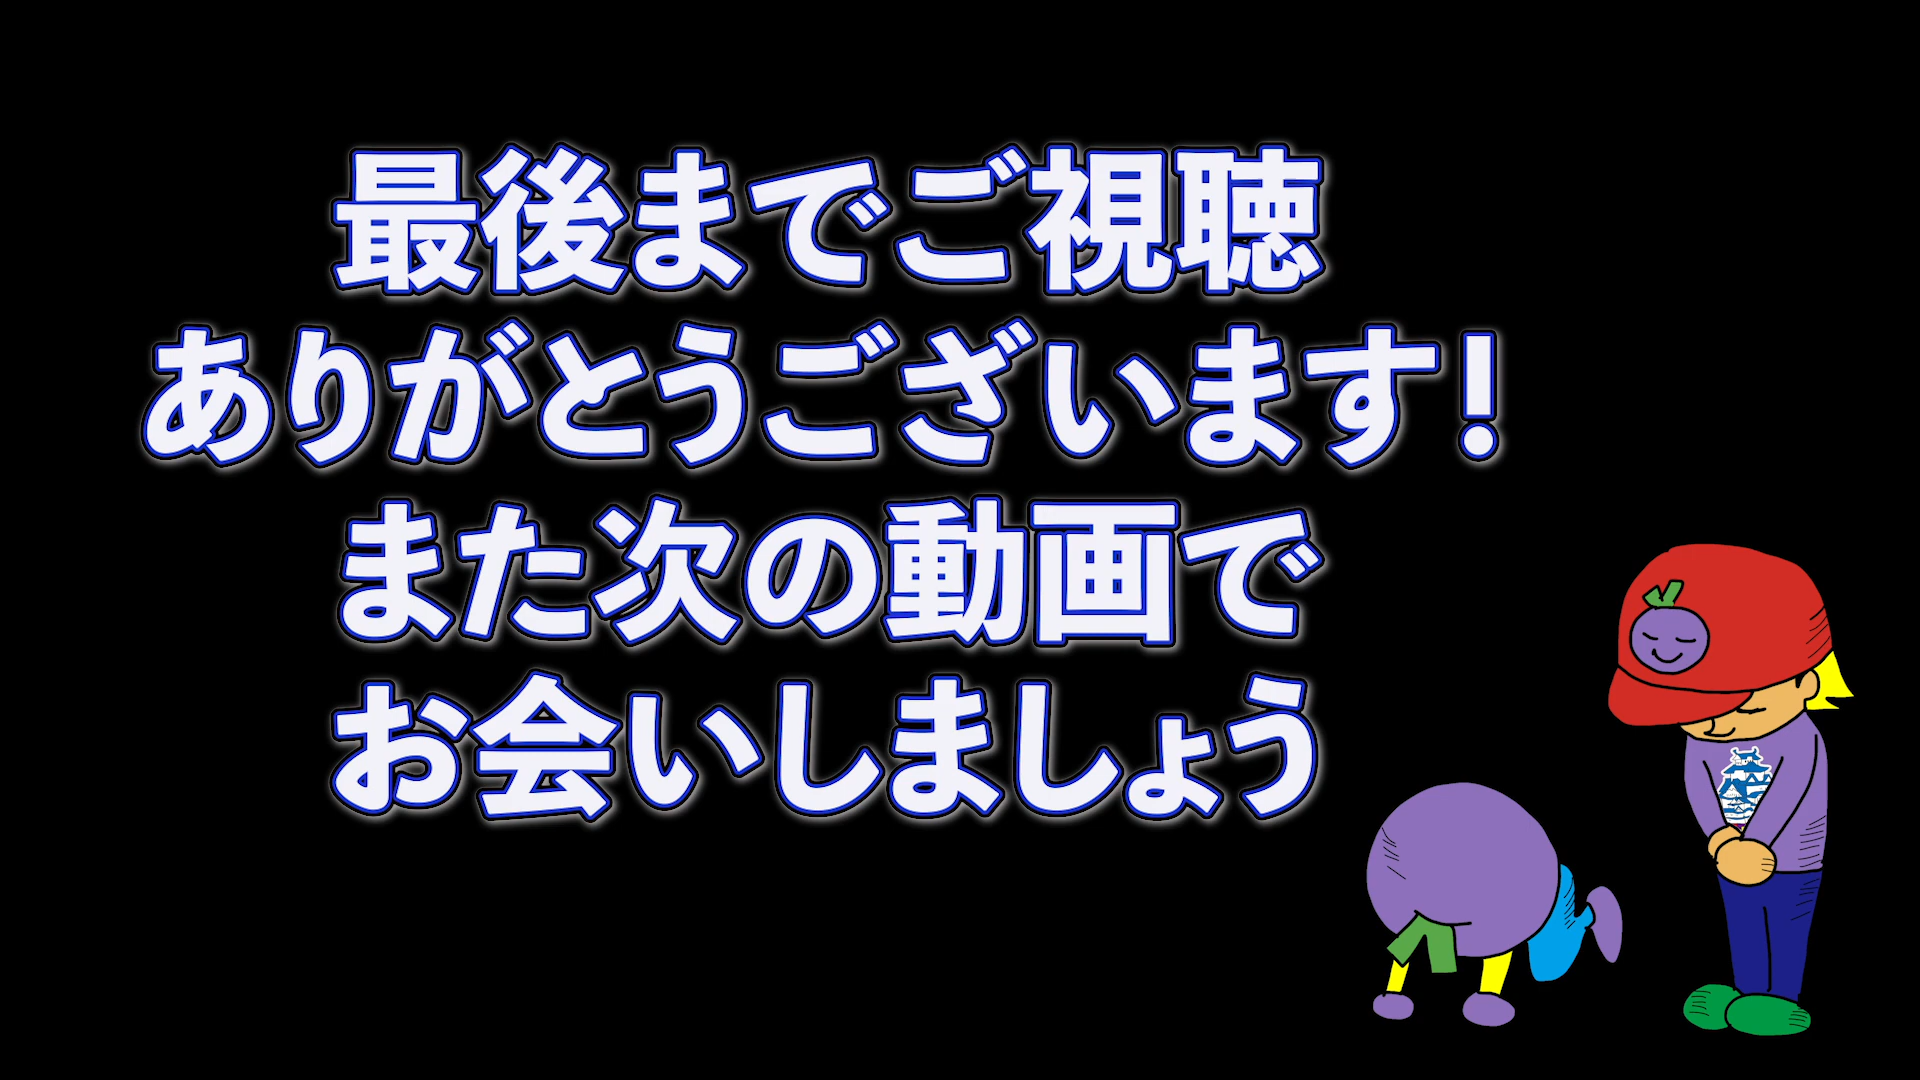 最後までご視聴
ありがとうございます!
また次の動画で
お会いしましょう